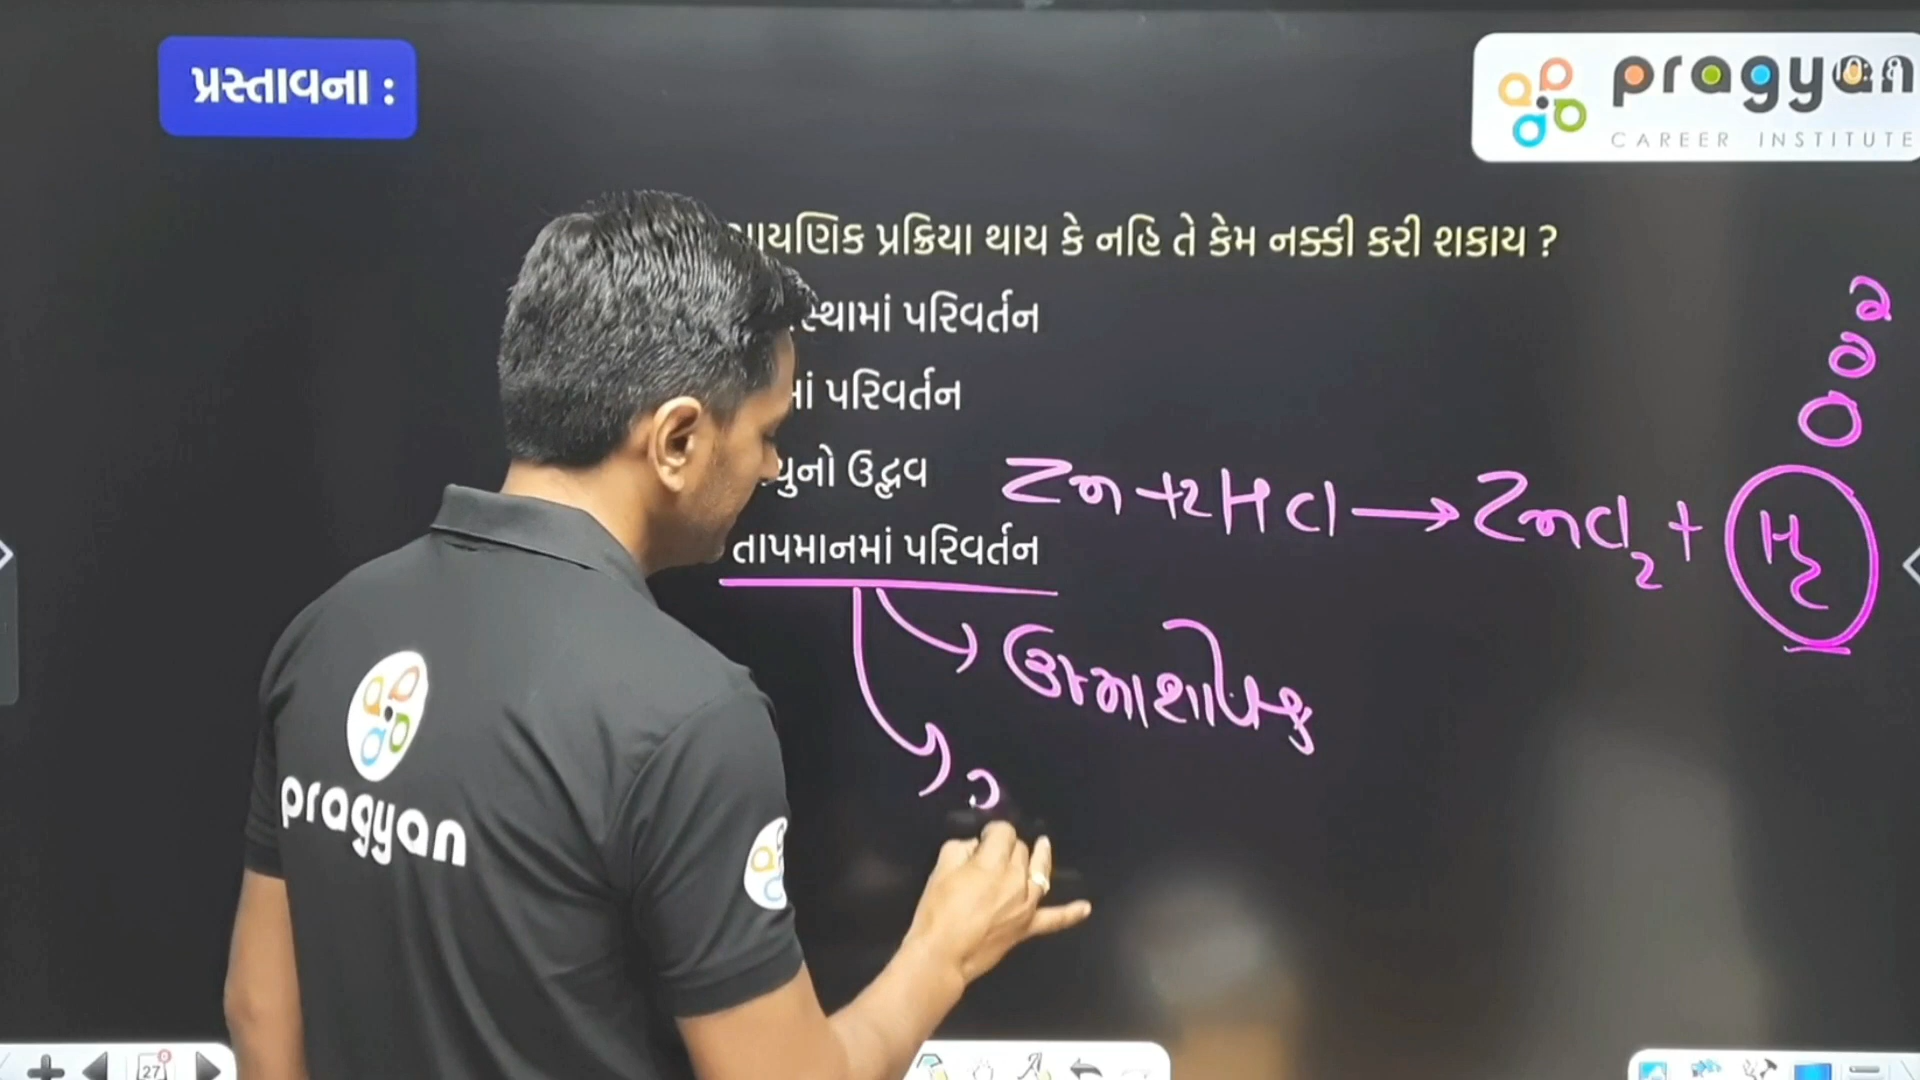 પ્રસ્તાવના :
pragyan
CAREER INSTITUTE
પ્રક્રિયા થાય કે નહિ તે કેમ નક્કી કરી શકાય ?
પરિવર્તન
પરિવર્તન
ઉદ્ભવ
Zn + 2HCl → ZnCl2 + H2
તાપમાનમાં પરિવર્તન
ઉષ્માશોષક
pragyan
27